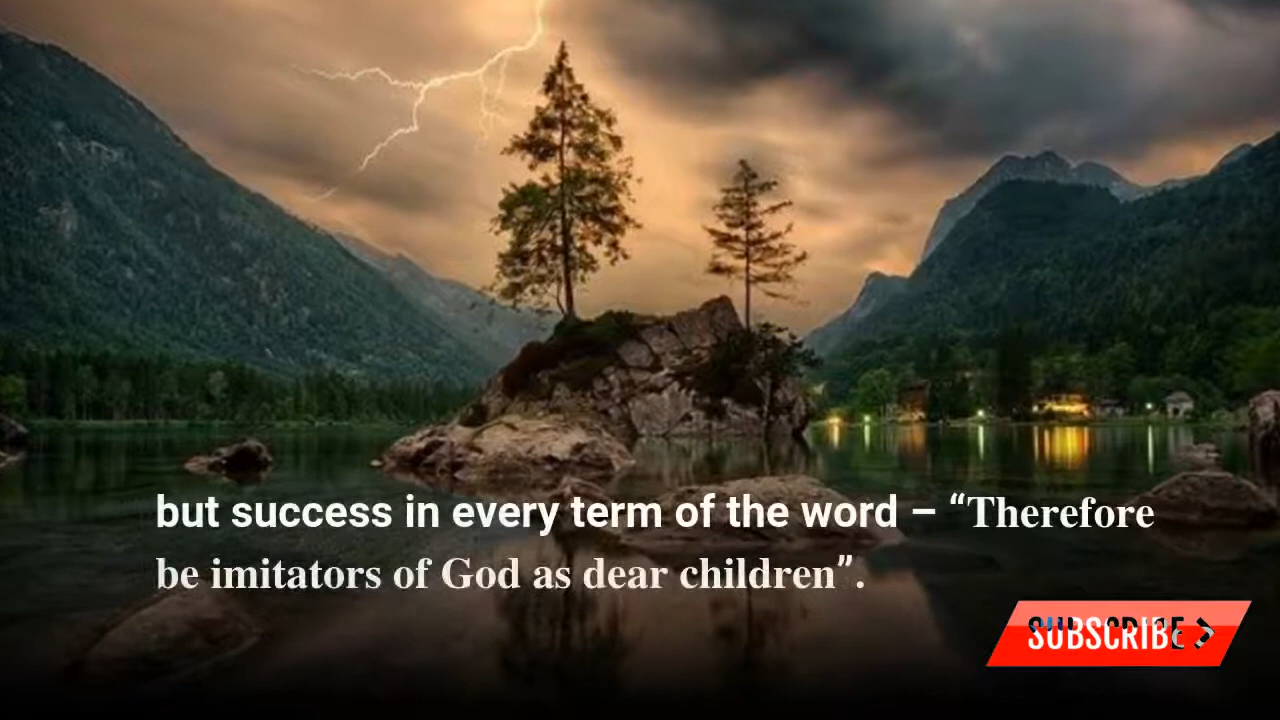 but success in every term of the word – “Therefore
be imitators of God as dear children”.
SUBSCRIBE